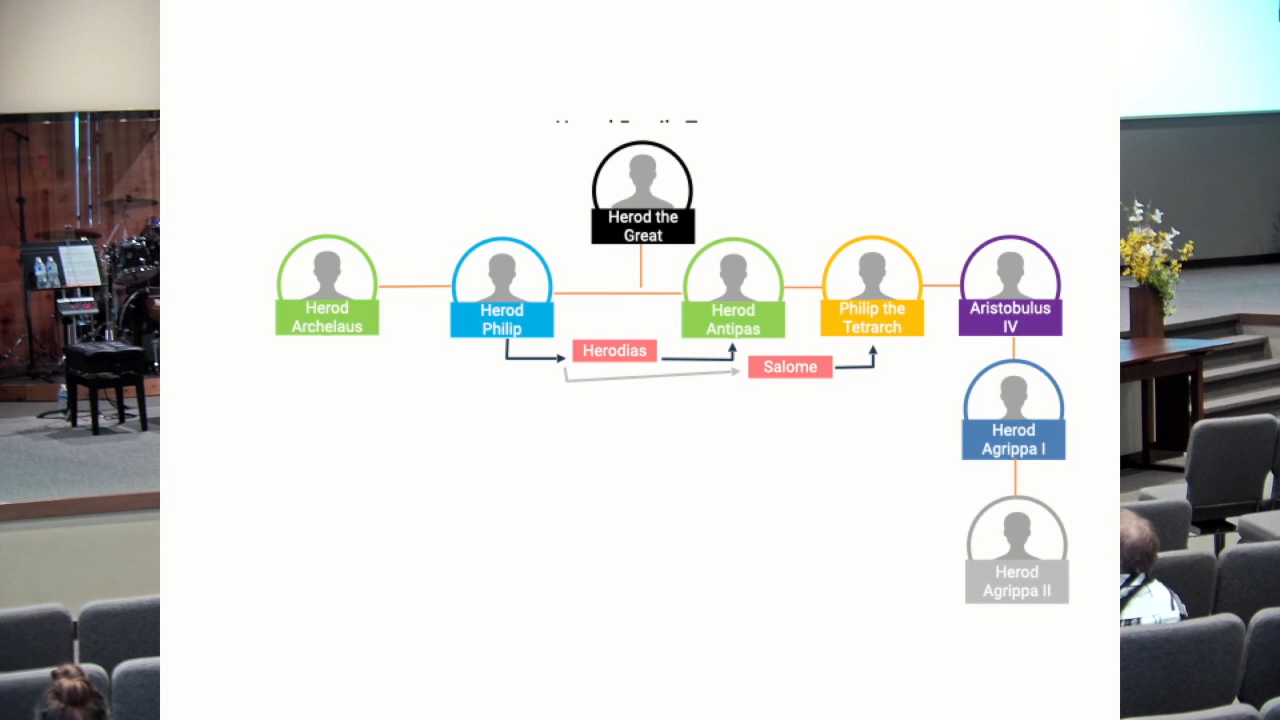 Herod the
Great
Herod
Archelaus
Herod
Philip
Herod
Antipas
Philip the
Tetrarch
Aristobulus
IV
Herodias
Salome
Herod
Agrippa I
Herod
Agrippa II